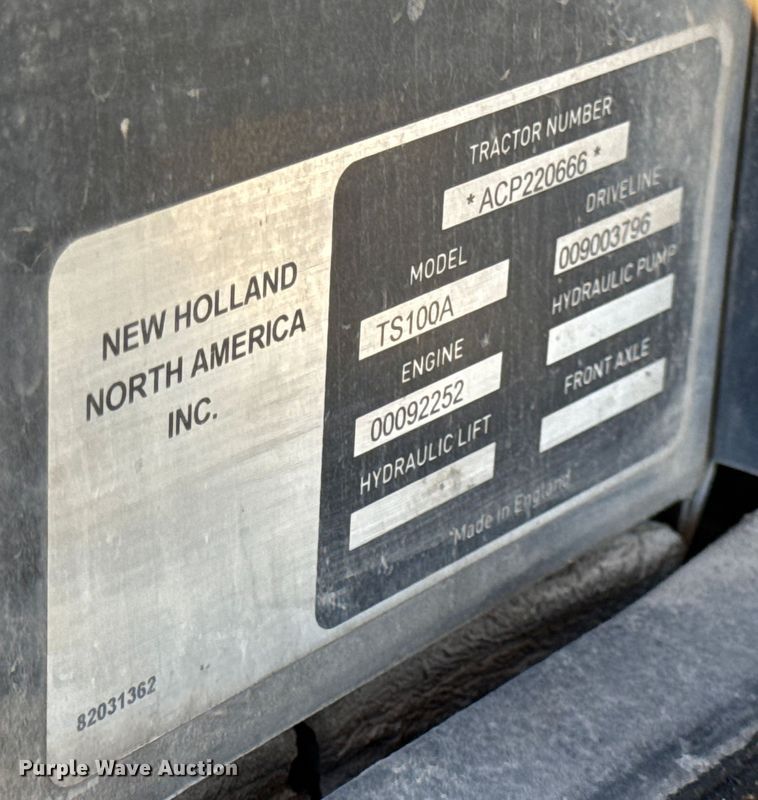 NEW HOLLAND
NORTH AMERICA
INC.
82031362
TRACTOR NUMBER
*ACP220666*
MODEL
TS100A
DRIVELINE
009003796
ENGINE
00092252
HYDRAULIC PUMP
HYDRAULIC LIFT
FRONT AXLE
*Made in England
Purple Wave Auction